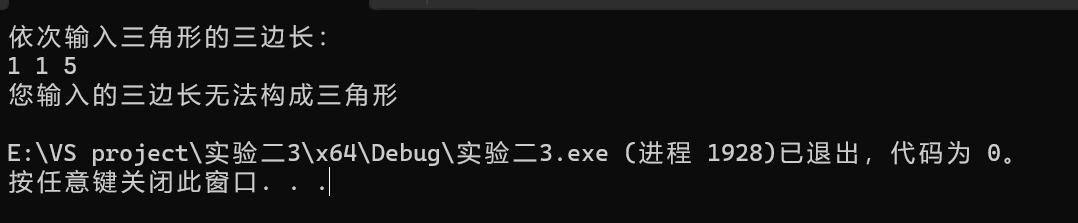 依次输入三角形的三边长：
1 1 5
您输入的三边长无法构成三角形
E:\VS project\实验二3\x64\Debug\实验二3.exe (进程 1928)已退出，代码为 0。
按任意键关闭此窗口. . .